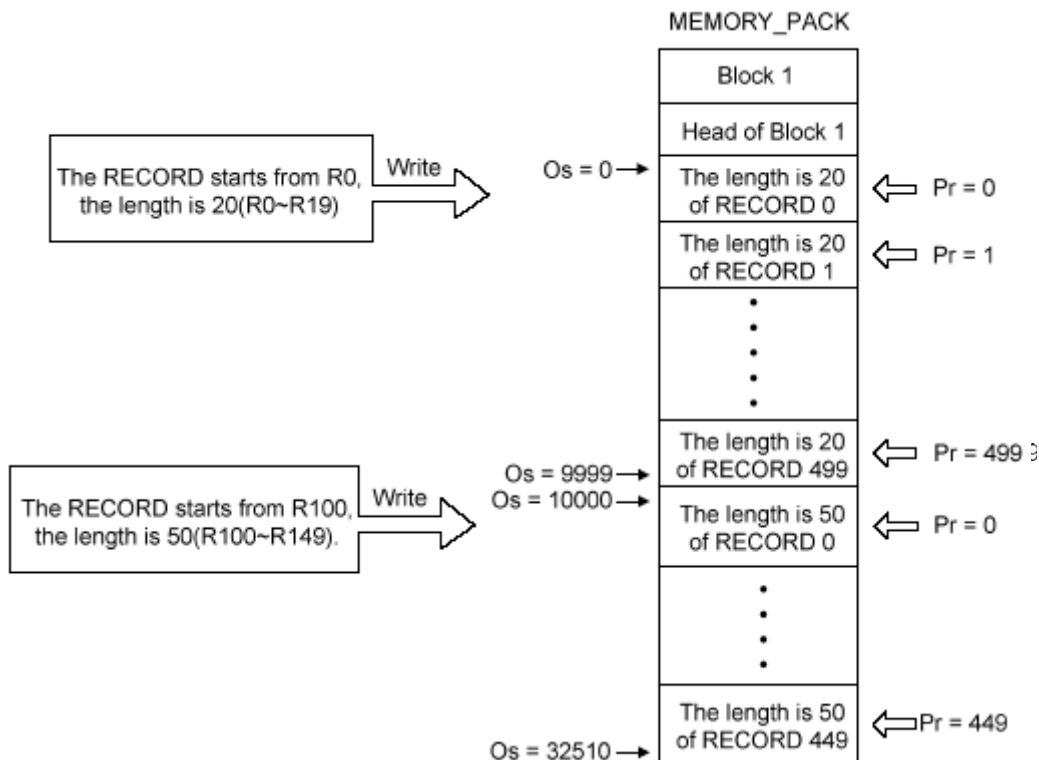 MEMORY_PACK
Block 1
Head of Block 1
The RECORD starts from R0,
the length is 20(R0~R19)
Write
Os = 0
The length is 20
of RECORD 0
Pr = 0
The length is 20
of RECORD 1
Pr = 1
The length is 20
of RECORD 499
Pr = 499
Os = 9999
Os = 10000
The RECORD starts from R100,
the length is 50(R100~R149).
Write
The length is 50
of RECORD 0
Pr = 0
The length is 50
of RECORD 449
Pr = 449
Os = 32510